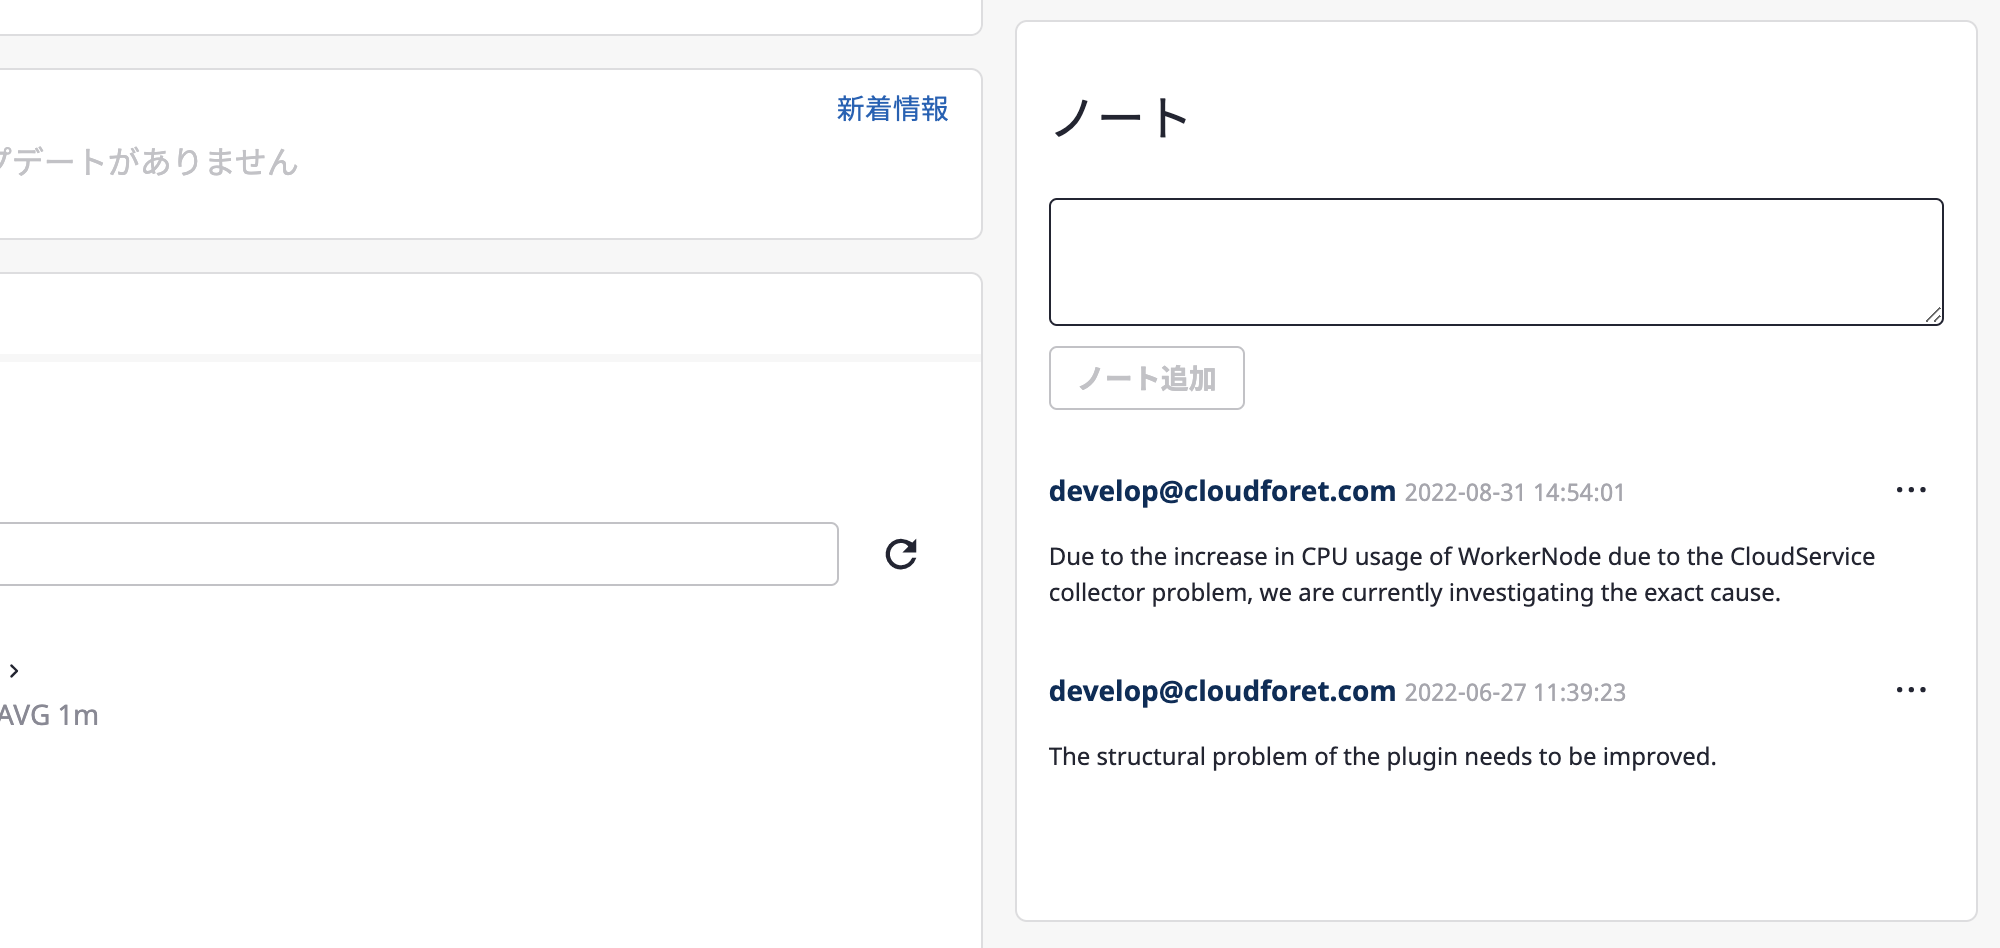 新着情報
プデートがありません
AVG 1m
ノート
ノート追加
develop@cloudforet.com 2022-08-31 14:54:01
Due to the increase in CPU usage of WorkerNode due to the CloudService
collector problem, we are currently investigating the exact cause.
develop@cloudforet.com 2022-06-27 11:39:23
The structural problem of the plugin needs to be improved.